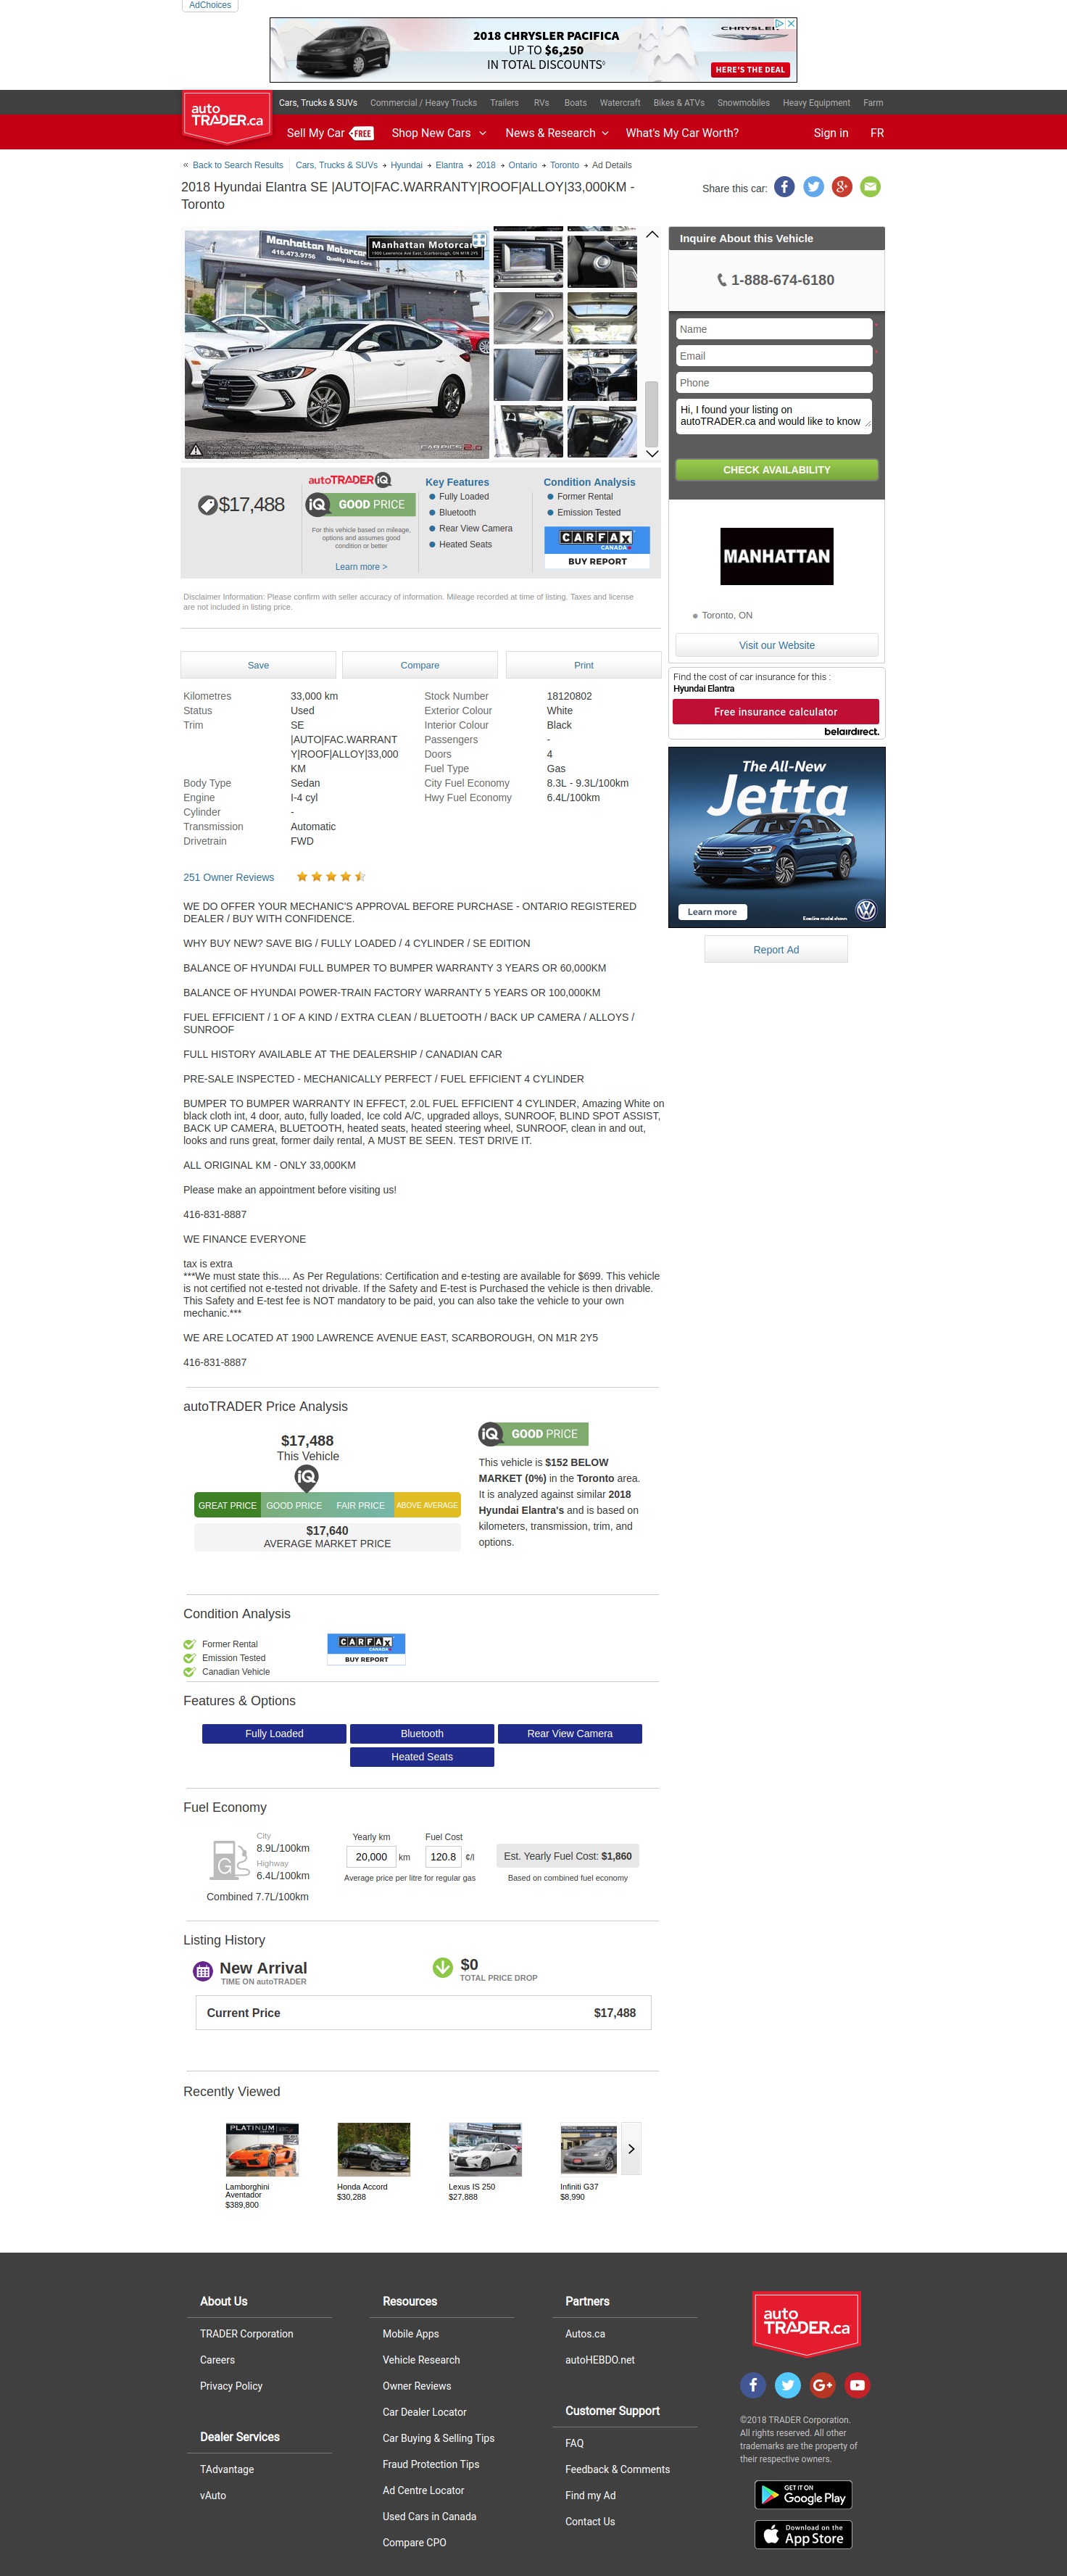 AdChoices
2018 CHRYSLER PACIFICA
UP TO $6,250
IN TOTAL DISCOUNTS◊
CHRYSLER
HERE'S THE DEAL
auto
TRADER.ca
Cars, Trucks & SUVs
Commercial / Heavy Trucks
Trailers
RVs
Boats
Watercraft
Bikes & ATVs
Snowmobiles
Heavy Equipment
Farm
Sell My Car FREE
Shop New Cars
News & Research
What's My Car Worth?
Sign in
FR
« Back to Search Results
Cars, Trucks & SUVs → Hyundai → Elantra → 2018 → Ontario → Toronto → Ad Details
2018 Hyundai Elantra SE |AUTO|FAC.WARRANTY|ROOF|ALLOY|33,000KM -
Toronto
Share this car:
Manhattan Motorcar
416.473.9756
Quality Used Cars
Manhattan Motorcars
1900 Lawrence Ave East, Scarborough, ON M1R 2Y5
CARPICS 2.0
$17,488
autoTRADER iQ
iQ GOOD PRICE
For this vehicle based on mileage,
options and assumes good
condition or better
Learn more >
Key Features
Fully Loaded
Bluetooth
Rear View Camera
Heated Seats
Condition Analysis
Former Rental
Emission Tested
CARFAX
CANADA
BUY REPORT
Disclaimer Information: Please confirm with seller accuracy of information. Mileage recorded at time of listing. Taxes and license
are not included in listing price.
Inquire About this Vehicle
1-888-674-6180
Name
*
Email
*
Phone
Hi, I found your listing on
autoTRADER.ca and would like to know
CHECK AVAILABILITY
MANHATTAN
Toronto, ON
Visit our Website
Find the cost of car insurance for this :
Hyundai Elantra
Free insurance calculator
belairdirect.
The All-New
Jetta
Learn more
Execline model shown
Report Ad
Save
Compare
Print
Kilometres 33,000 km
Status Used
Trim SE
|AUTO|FAC.WARRANT
Y|ROOF|ALLOY|33,000
KM
Body Type Sedan
Engine I-4 cyl
Cylinder -
Transmission Automatic
Drivetrain FWD
Stock Number 18120802
Exterior Colour White
Interior Colour Black
Passengers -
Doors 4
Fuel Type Gas
City Fuel Economy 8.3L - 9.3L/100km
Hwy Fuel Economy 6.4L/100km
251 Owner Reviews
WE DO OFFER YOUR MECHANIC'S APPROVAL BEFORE PURCHASE - ONTARIO REGISTERED
DEALER / BUY WITH CONFIDENCE.
WHY BUY NEW? SAVE BIG / FULLY LOADED / 4 CYLINDER / SE EDITION
BALANCE OF HYUNDAI FULL BUMPER TO BUMPER WARRANTY 3 YEARS OR 60,000KM
BALANCE OF HYUNDAI POWER-TRAIN FACTORY WARRANTY 5 YEARS OR 100,000KM
FUEL EFFICIENT / 1 OF A KIND / EXTRA CLEAN / BLUETOOTH / BACK UP CAMERA / ALLOYS /
SUNROOF
FULL HISTORY AVAILABLE AT THE DEALERSHIP / CANADIAN CAR
PRE-SALE INSPECTED - MECHANICALLY PERFECT / FUEL EFFICIENT 4 CYLINDER
BUMPER TO BUMPER WARRANTY IN EFFECT, 2.0L FUEL EFFICIENT 4 CYLINDER, Amazing White on
black cloth int, 4 door, auto, fully loaded, Ice cold A/C, upgraded alloys, SUNROOF, BLIND SPOT ASSIST,
BACK UP CAMERA, BLUETOOTH, heated seats, heated steering wheel, SUNROOF, clean in and out,
looks and runs great, former daily rental, A MUST BE SEEN. TEST DRIVE IT.
ALL ORIGINAL KM - ONLY 33,000KM
Please make an appointment before visiting us!
416-831-8887
WE FINANCE EVERYONE
tax is extra
***We must state this.... As Per Regulations: Certification and e-testing are available for $699. This vehicle
is not certified not e-tested not drivable. If the Safety and E-test is Purchased the vehicle is then drivable.
This Safety and E-test fee is NOT mandatory to be paid, you can also take the vehicle to your own
mechanic.***
WE ARE LOCATED AT 1900 LAWRENCE AVENUE EAST, SCARBOROUGH, ON M1R 2Y5
416-831-8887
autoTRADER Price Analysis
$17,488
This Vehicle
iQ
GREAT PRICE
GOOD PRICE
FAIR PRICE
ABOVE AVERAGE
$17,640
AVERAGE MARKET PRICE
iQ GOOD PRICE
This vehicle is $152 BELOW
MARKET (0%) in the Toronto area.
It is analyzed against similar 2018
Hyundai Elantra's and is based on
kilometers, transmission, trim, and
options.
Condition Analysis
Former Rental
Emission Tested
Canadian Vehicle
CARFAX
CANADA
BUY REPORT
Features & Options
Fully Loaded
Bluetooth
Rear View Camera
Heated Seats
Fuel Economy
G
City
8.9L/100km
Highway
6.4L/100km
Combined 7.7L/100km
Yearly km
20,000 km
Fuel Cost
120.8 ¢/l
Average price per litre for regular gas
Est. Yearly Fuel Cost: $1,860
Based on combined fuel economy
Listing History
New Arrival
TIME ON autoTRADER
$0
TOTAL PRICE DROP
Current Price $17,488
Recently Viewed
PLATINUM
Lamborghini
Aventador
$389,800
Honda Accord
$30,288
Lexus IS 250
$27,888
Infiniti G37
$8,990
About Us
TRADER Corporation
Careers
Privacy Policy
Dealer Services
TAdvantage
vAuto
Resources
Mobile Apps
Vehicle Research
Owner Reviews
Car Dealer Locator
Car Buying & Selling Tips
Fraud Protection Tips
Ad Centre Locator
Used Cars in Canada
Compare CPO
Partners
Autos.ca
autoHEBDO.net
Customer Support
FAQ
Feedback & Comments
Find my Ad
Contact Us
auto
TRADER.ca
©2018 TRADER Corporation.
All rights reserved. All other
trademarks are the property of
their respective owners.
GET IT ON
Google Play
Download on the
App Store